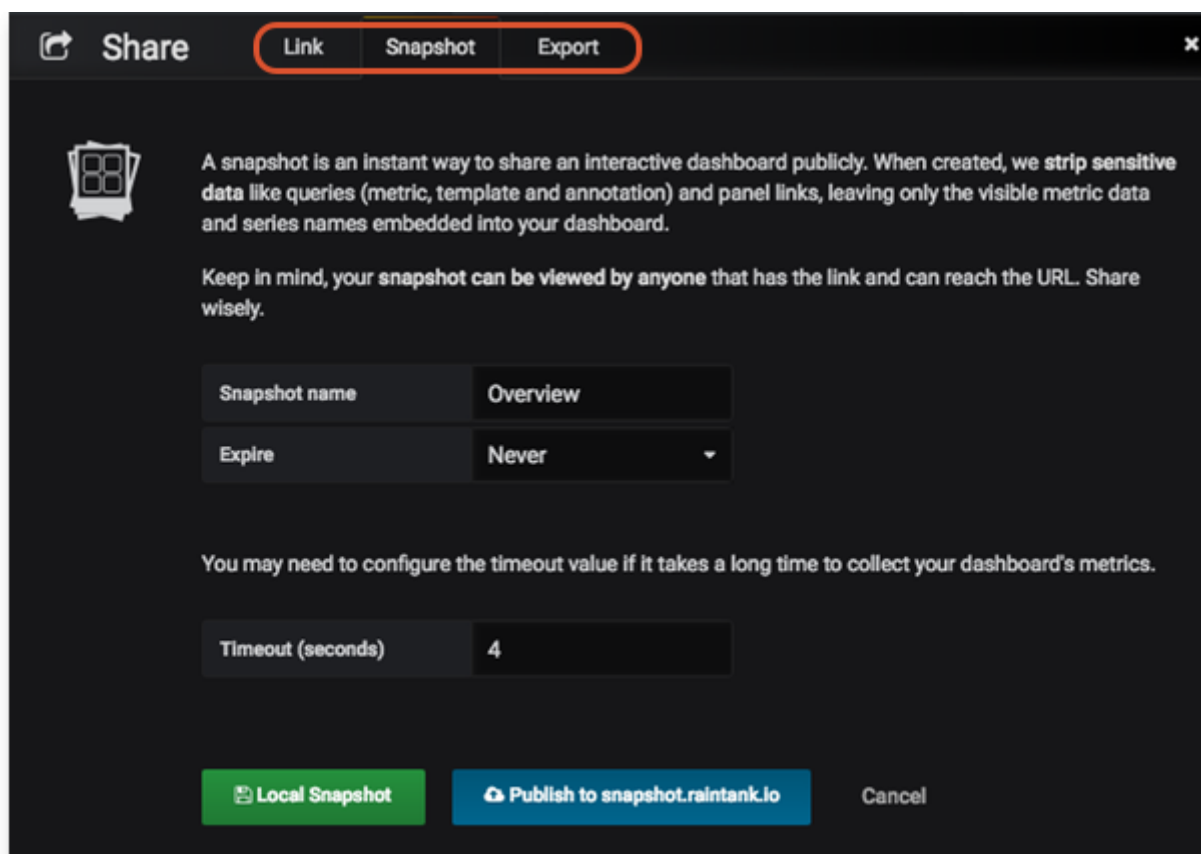 Share
Link
Snapshot
Export
×
A snapshot is an instant way to share an interactive dashboard publicly. When created, we strip sensitive
data like queries (metric, template and annotation) and panel links, leaving only the visible metric data
and series names embedded into your dashboard.
Keep in mind, your snapshot can be viewed by anyone that has the link and can reach the URL. Share
wisely.
Snapshot name
Overview
Expire
Never
You may need to configure the timeout value if it takes a long time to collect your dashboard's metrics.
Timeout (seconds)
4
Local Snapshot
Publish to snapshot.raintank.io
Cancel